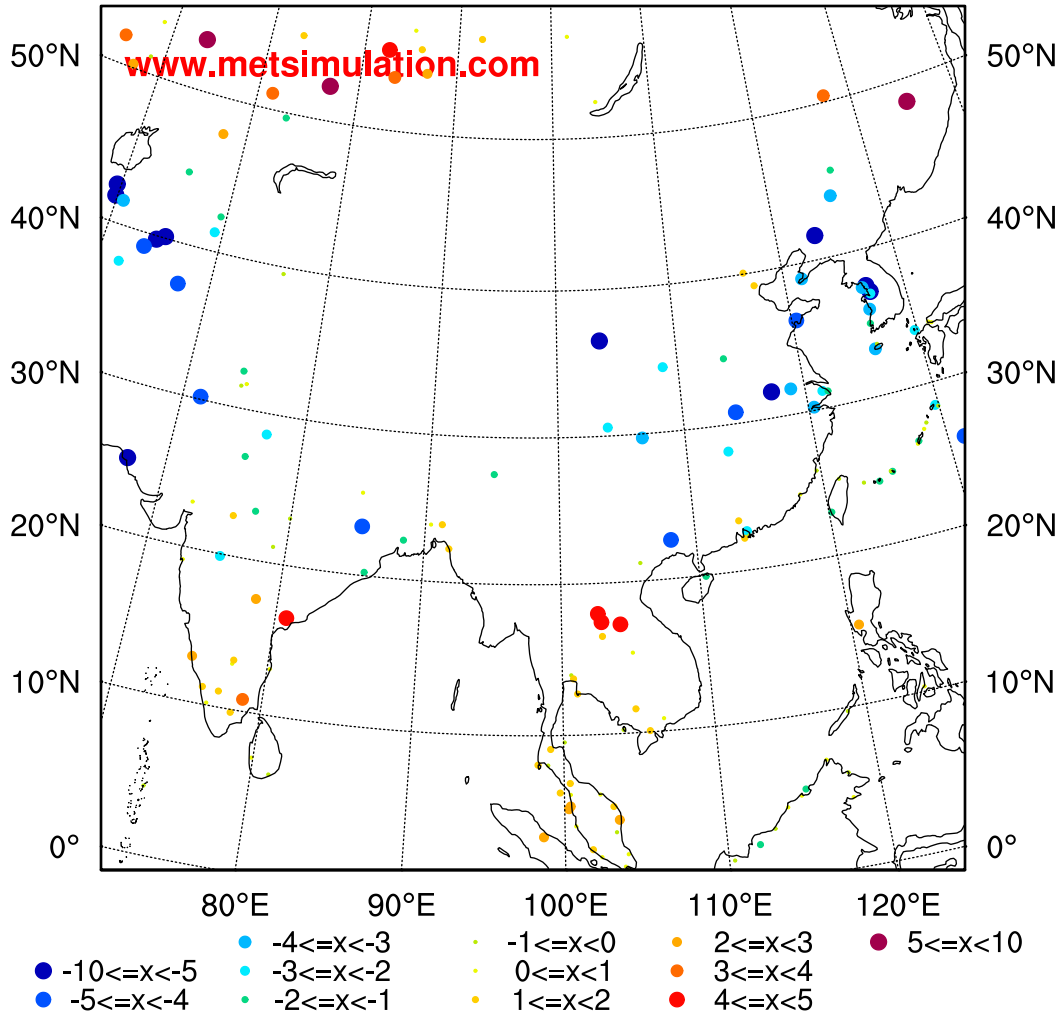 50°N 50°N
www.metsimulation.com
40°N 40°N
30°N 30°N
20°N 20°N
10°N 10°N
0° 0°
80°E 90°E 100°E 110°E 120°E
-4<=x<-3 -1<=x<0 2<=x<3 5<=x<10
-10<=x<-5 -3<=x<-2 0<=x<1 3<=x<4
-5<=x<-4 -2<=x<-1 1<=x<2 4<=x<5